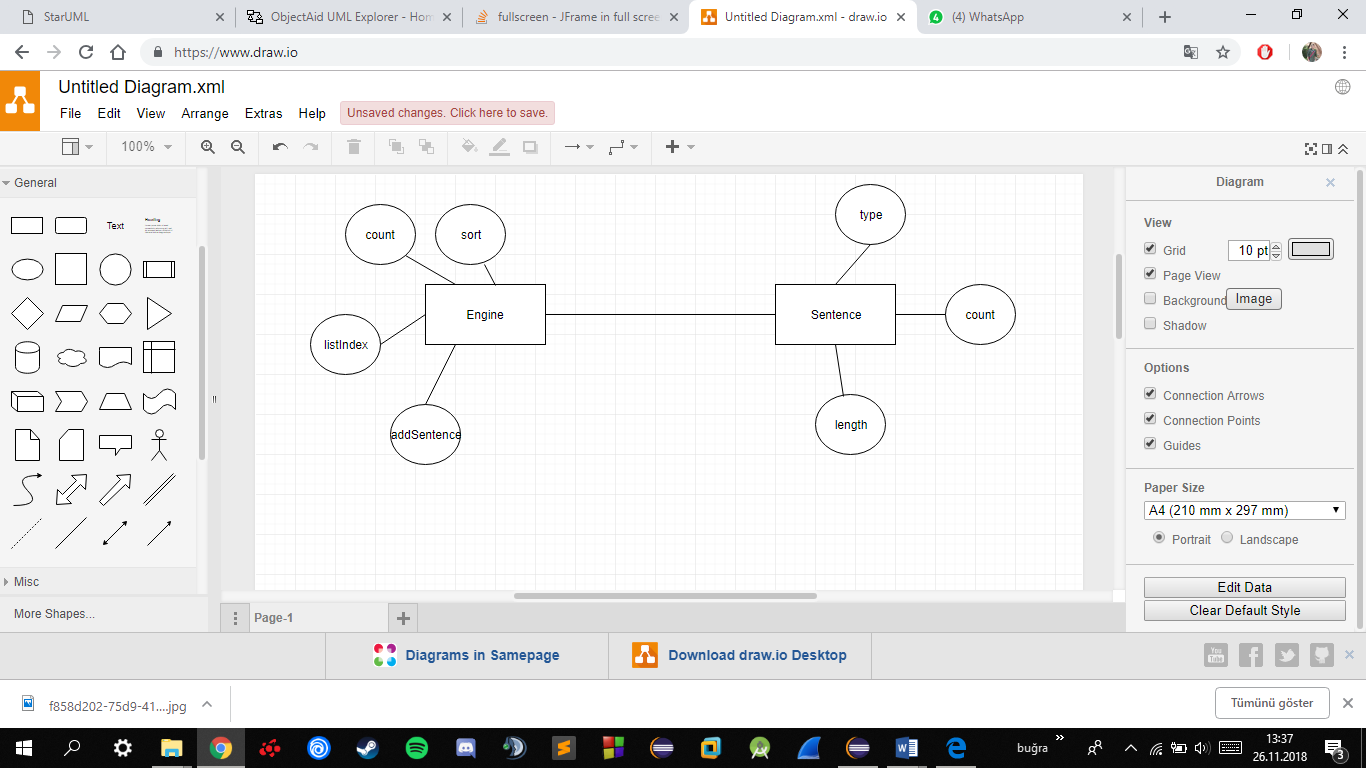 StarUML
ObjectAid UML Explorer - Hom
fullscreen - JFrame in full scree
Untitled Diagram.xml - draw.io
(4) WhatsApp
https://www.draw.io
Untitled Diagram.xml
File Edit View Arrange Extras Help
Unsaved changes. Click here to save.
100%
General
Text
Heading
Misc
More Shapes...
count
sort
Engine
listIndex
addSentence
type
Sentence
count
length
Diagram
View
Grid 10 pt
Page View
Background Image
Shadow
Options
Connection Arrows
Connection Points
Guides
Paper Size
A4 (210 mm x 297 mm)
Portrait Landscape
Edit Data
Clear Default Style
Page-1
Diagrams in Samepage
Download draw.io Desktop
You
Tube
f858d202-75d9-41....jpg
Tümünü göster
buğra
13:37
26.11.2018
3